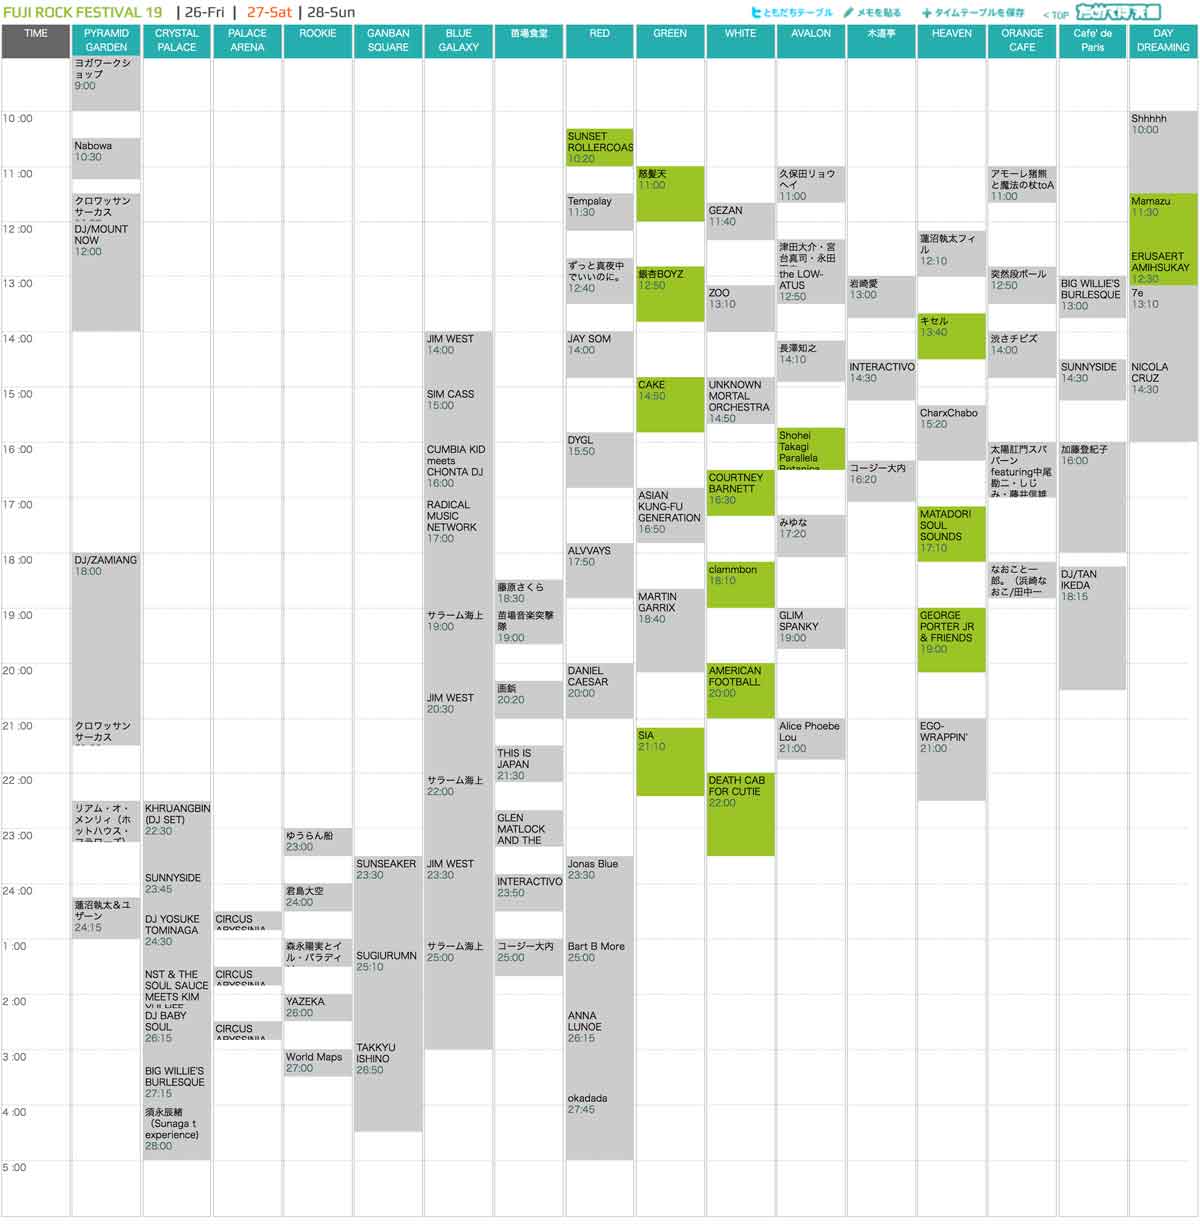 FUJI ROCK FESTIVAL 19 | 26-Fri | 27-Sat | 28-Sun ともだちテーブル メモを貼る タイムテーブルを保存 < TOP
TIME
PYRAMID
GARDEN
CRYSTAL
PALACE
PALACE
ARENA
ROOKIE
GANBAN
SQUARE
BLUE
GALAXY
苗場食堂
RED
GREEN
WHITE
AVALON
木道亭
HEAVEN
ORANGE
CAFE
Cafe' de
Paris
DAY
DREAMING
10 :00
11 :00
12 :00
13 :00
14 :00
15 :00
16 :00
17 :00
18 :00
19 :00
20 :00
21 :00
22 :00
23 :00
24 :00
1 :00
2 :00
3 :00
4 :00
5 :00
ヨガワークシ
ョップ
9:00
Nabowa
10:30
クロワッサン
サーカス
DJ/MOUNT
NOW
12:00
DJ/ZAMIANG
18:00
クロワッサン
サーカス
リアム・オ・
メンリィ（ホ
ットハウス・
フラワーズ）
蓮沼執太＆ユ
ザーン
24:15
KHRUANGBIN
(DJ SET)
22:30
SUNNYSIDE
23:45
DJ YOSUKE
TOMINAGA
24:30
NST & THE
SOUL SAUCE
MEETS KIM
DJ BABY
SOUL
26:15
BIG WILLIE'S
BURLESQUE
27:15
須永辰緒
（Sunaga t
experience)
28:00
CIRCUS
ABYSSINIA
CIRCUS
ABYSSINIA
CIRCUS
ABYSSINIA
ゆうらん船
23:00
君島大空
24:00
森永陽実とイ
ル・パラディ
YAZEKA
26:00
World Maps
27:00
SUNSEAKER
23:30
SUGIURUMN
25:10
TAKKYU
ISHINO
26:50
JIM WEST
14:00
SIM CASS
15:00
CUMBIA KID
meets
CHONTA DJ
16:00
RADICAL
MUSIC
NETWORK
17:00
サラーム海上
19:00
JIM WEST
20:30
サラーム海上
22:00
JIM WEST
23:30
サラーム海上
25:00
藤原さくら
18:30
苗場音楽突撃
隊
19:00
画鋲
20:20
THIS IS
JAPAN
21:30
GLEN
MATLOCK
AND THE
INTERACTIVO
23:50
コージー大内
25:00
SUNSET
ROLLERCOAS
10:20
Tempalay
11:30
ずっと真夜中
でいいのに。
12:40
JAY SOM
14:00
DYGL
15:50
ALVVAYS
17:50
DANIEL
CAESAR
20:00
Jonas Blue
23:30
Bart B More
25:00
ANNA
LUNOE
26:15
okadada
27:45
怒髪天
11:00
銀杏BOYZ
12:50
CAKE
14:50
ASIAN
KUNG-FU
GENERATION
16:50
MARTIN
GARRIX
18:40
SIA
21:10
GEZAN
11:40
ZOO
13:10
UNKNOWN
MORTAL
ORCHESTRA
14:50
COURTNEY
BARNETT
16:30
clammbon
18:10
AMERICAN
FOOTBALL
20:00
DEATH CAB
FOR CUTIE
22:00
久保田リョウ
ヘイ
11:00
津田大介・宮
台真司・永田
the LOW-
ATUS
12:50
長澤知之
14:10
Shohei
Takagi
Parallela
Botanica
みゆな
17:20
GLIM
SPANKY
19:00
Alice Phoebe
Lou
21:00
岩崎愛
13:00
INTERACTIVO
14:30
コージー大内
16:20
蓮沼執太フィ
ル
12:10
キセル
13:40
CharxChabo
15:20
MATADOR!
SOUL
SOUNDS
17:10
GEORGE
PORTER JR
& FRIENDS
19:00
EGO-
WRAPPIN'
21:00
アモーレ猪熊
と魔法の杖toA
11:00
突然段ボール
12:50
渋さチビズ
14:00
太陽肛門スパ
パーン
featuring中尾
勘二・しじ
み・藤井信雄
なおこと一
郎。（浜崎な
おこ/田中一
BIG WILLIE'S
BURLESQUE
13:00
SUNNYSIDE
14:30
加藤登紀子
16:00
DJ/TAN
IKEDA
18:15
Shhhhh
10:00
Mamazu
11:30
ERUSAERT
AMIHSUKAY
12:30
7e
13:10
NICOLA
CRUZ
14:30